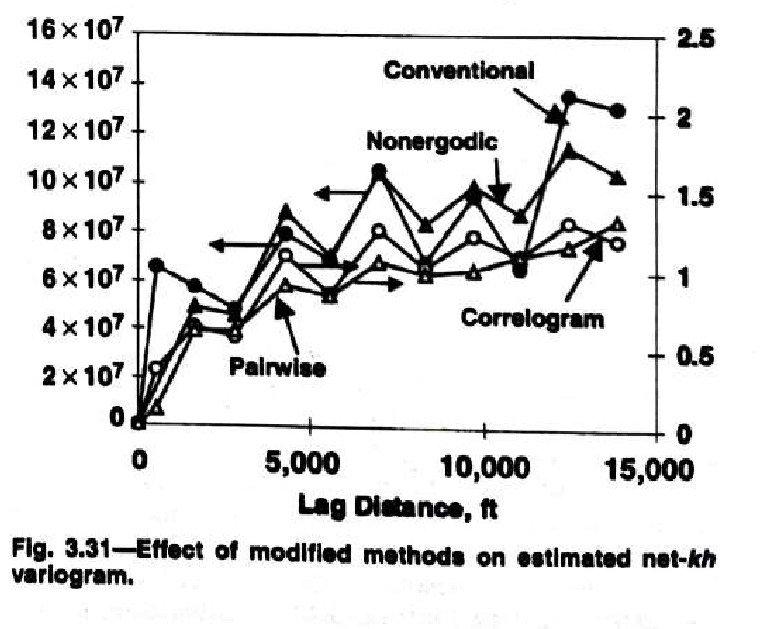 16×10⁷
14×10⁷
12×10⁷
10×10⁷
8×10⁷
6×10⁷
4×10⁷
2×10⁷
0
2.5
2
1.5
1
0.5
0
Conventional
Nonergodic
Correlogram
Pairwise
0 5,000 10,000 15,000
Lag Distance, ft
Fig. 3.31—Effect of modified methods on estimated net-kh
variogram.